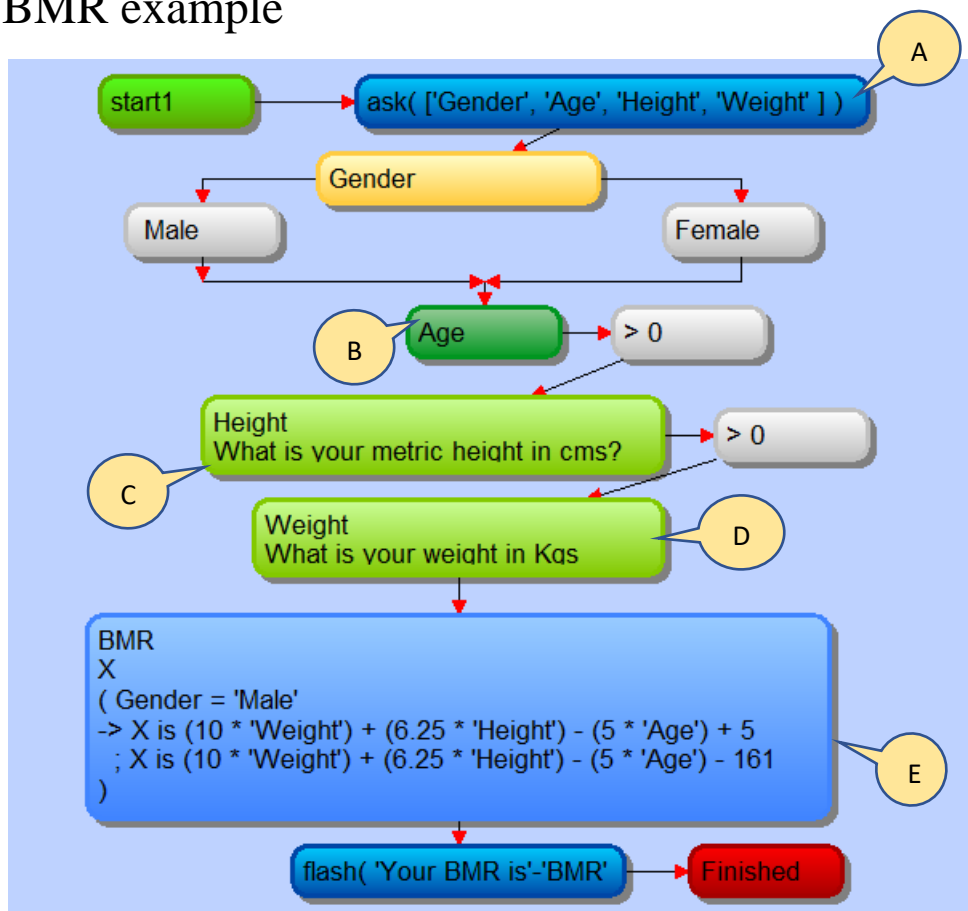 BMR example
A
start1
ask( ['Gender', 'Age', 'Height', 'Weight' ] )
Gender
Male
Female
B
Age
> 0
Height
What is your metric height in cms?
> 0
C
Weight
What is your weight in Kgs
D
BMR
X
( Gender = 'Male'
-> X is (10 * 'Weight') + (6.25 * 'Height') - (5 * 'Age') + 5
; X is (10 * 'Weight') + (6.25 * 'Height') - (5 * 'Age') - 161
)
E
flash( 'Your BMR is'-'BMR'
Finished